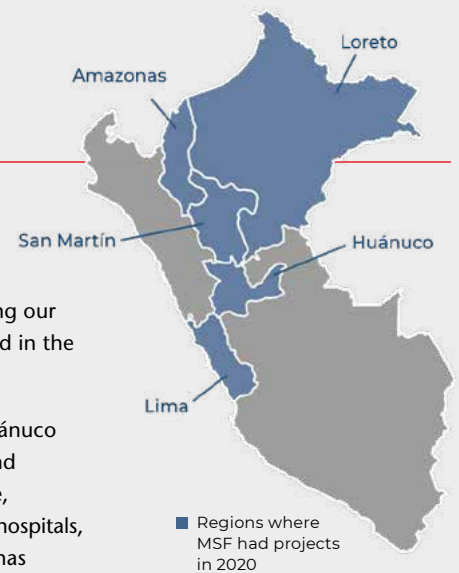 Loreto
Amazonas
San Martín
Huánuco
ng our
d in the
Lima
ánuco
nd
e,
hospitals,
nas
Regions where
MSF had projects
in 2020